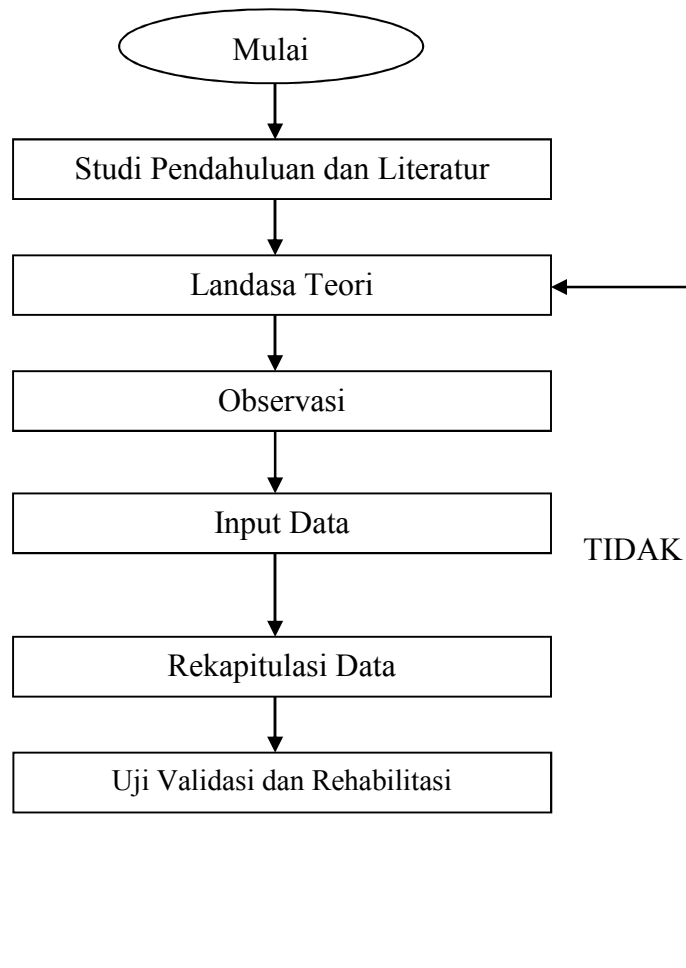 Mulai
Studi Pendahuluan dan Literatur
Landasa Teori
Observasi
Input Data
TIDAK
Rekapitulasi Data
Uji Validasi dan Rehabilitasi